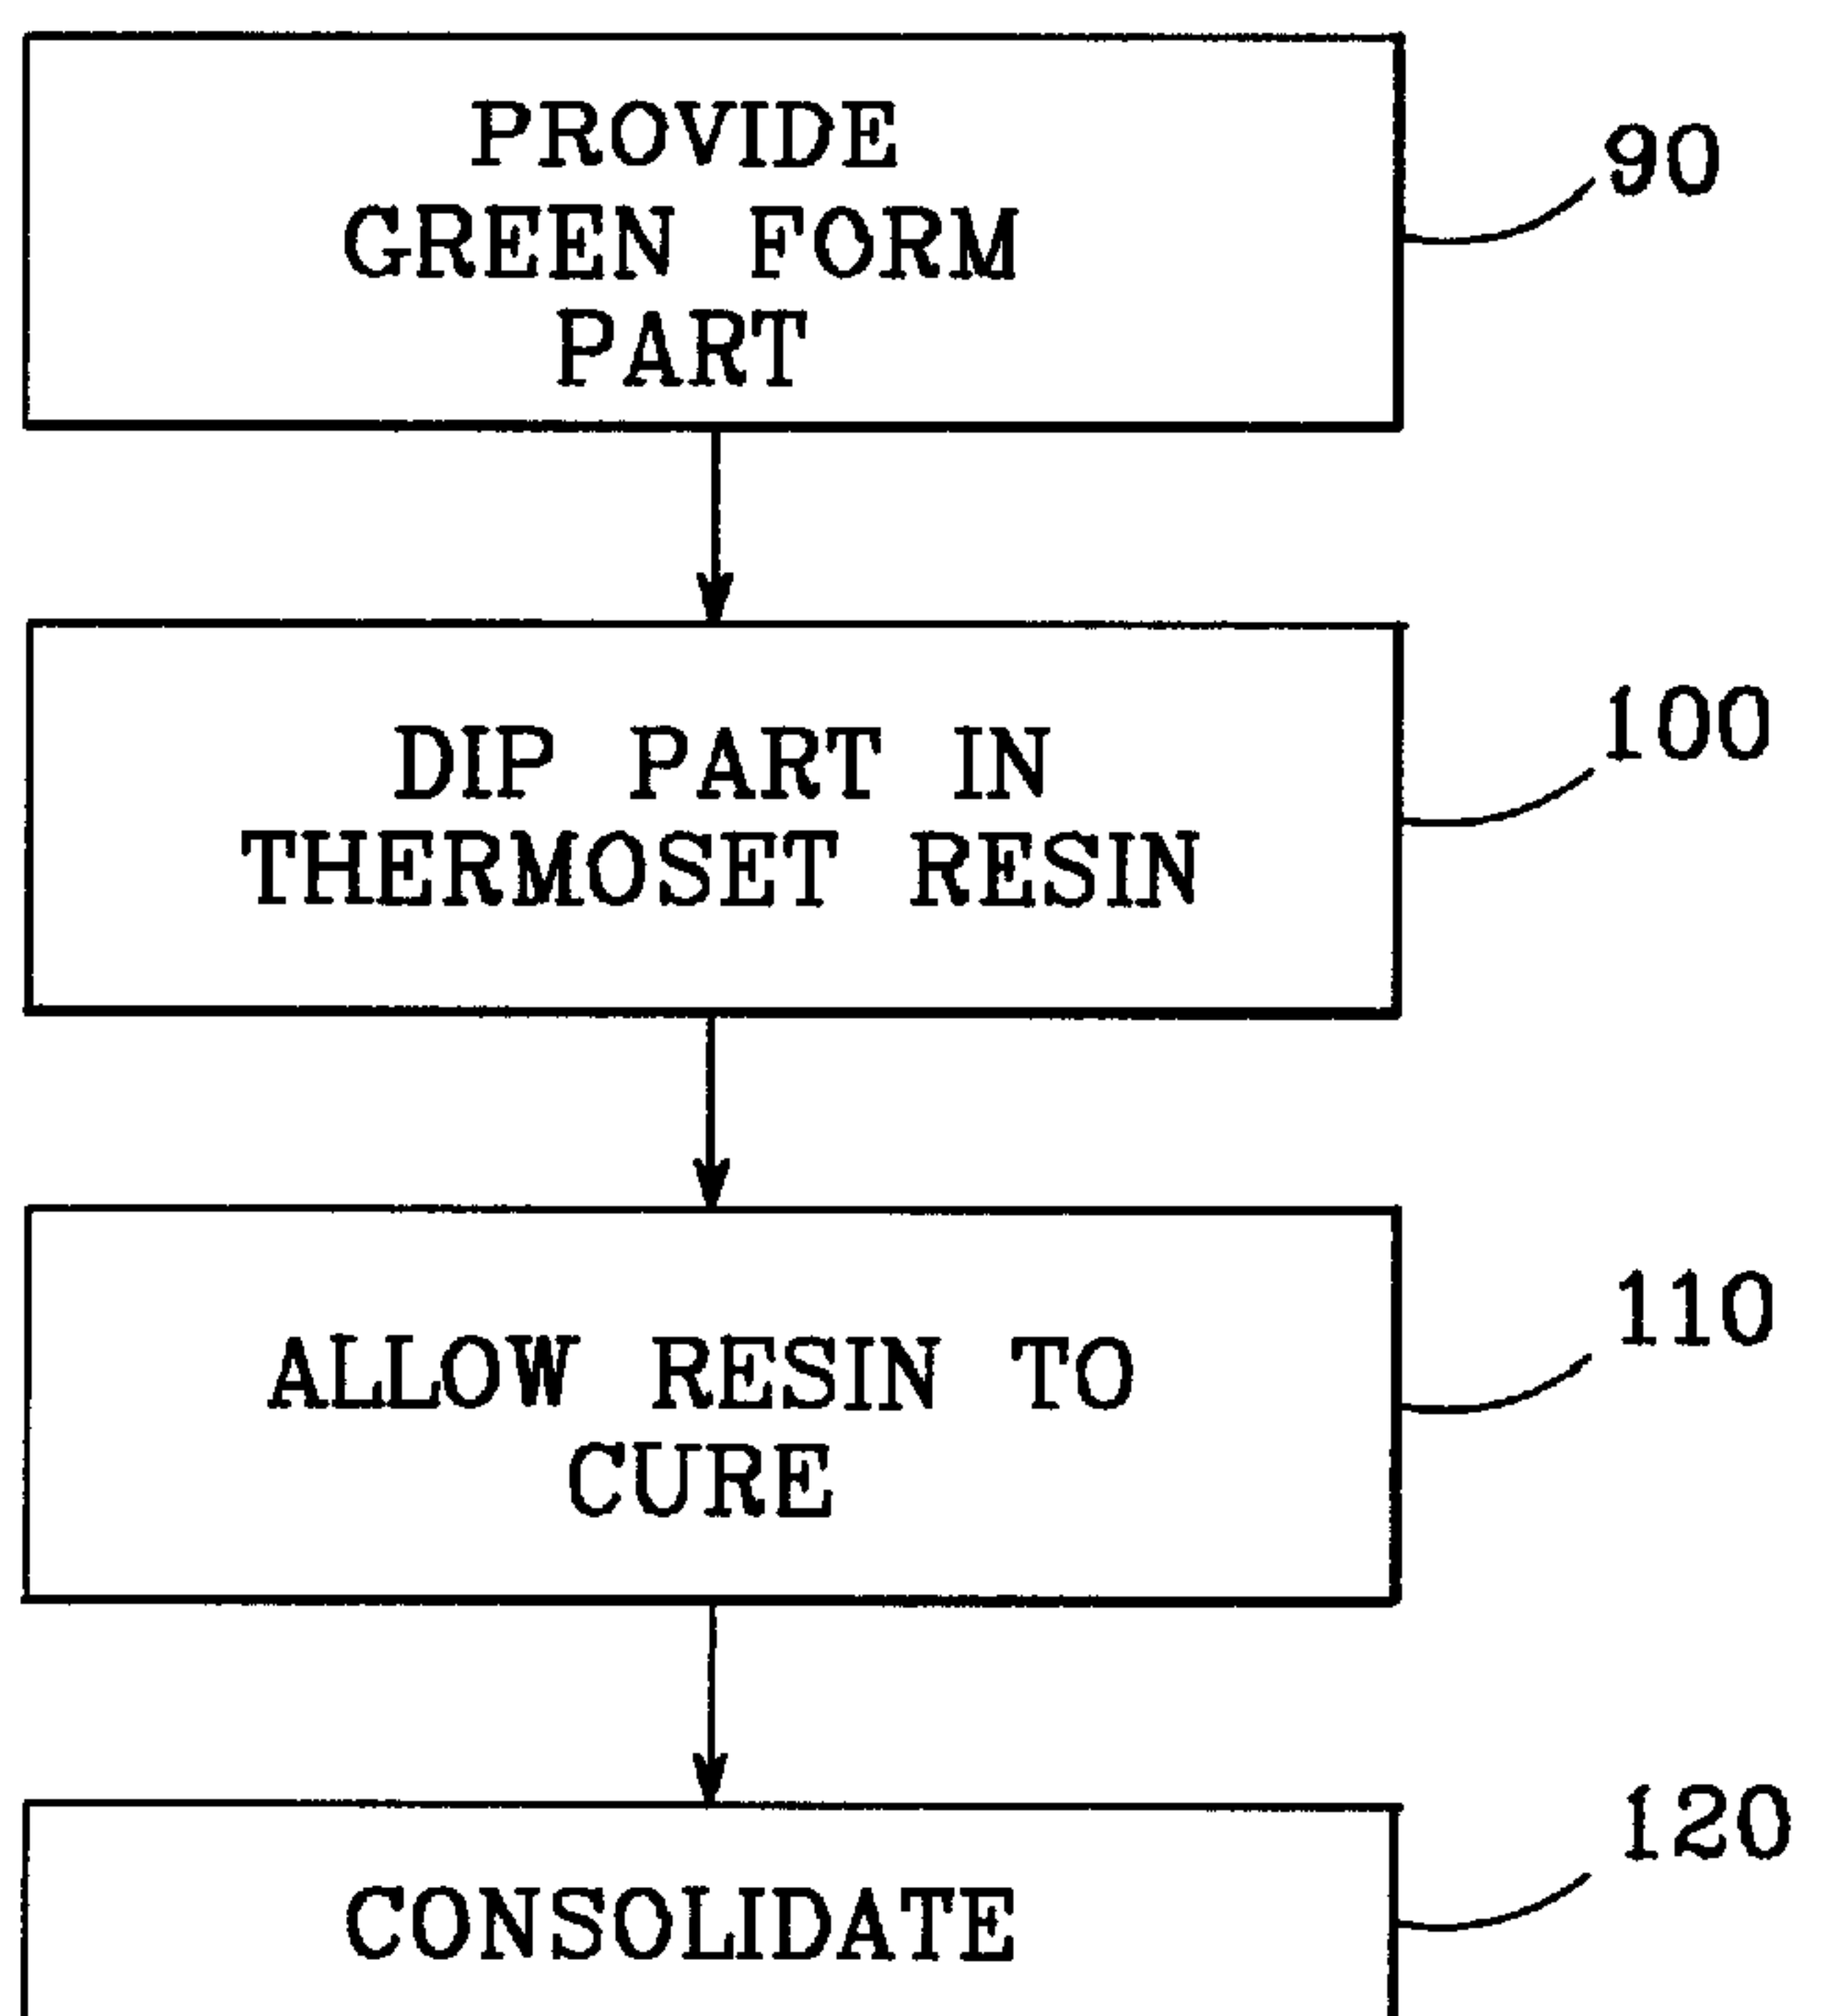 PROVIDE
GREEN FORM
PART
90
DIP PART IN
THERMOSET RESIN
100
ALLOW RESIN TO
CURE
110
CONSOLIDATE
120